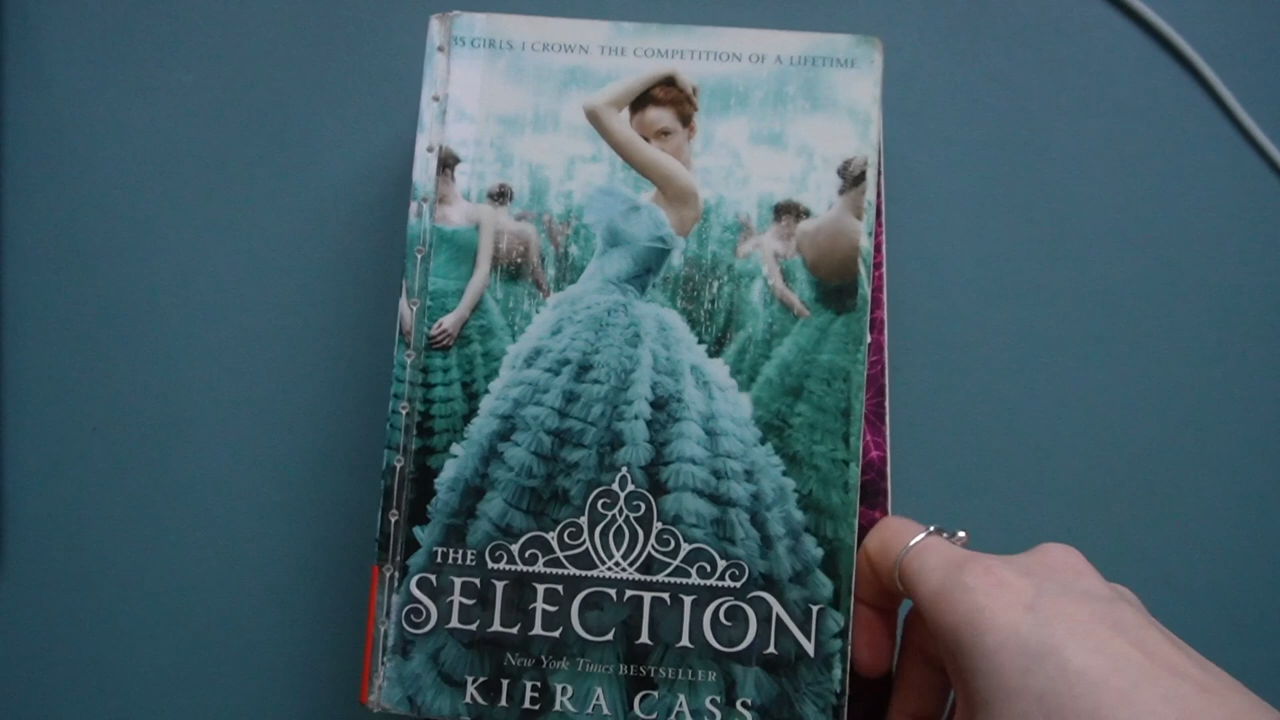 35 GIRLS. 1 CROWN. THE COMPETITION OF A LIFETIME.
THE
SELECTION
New York Times BESTSELLER
KIERA CASS